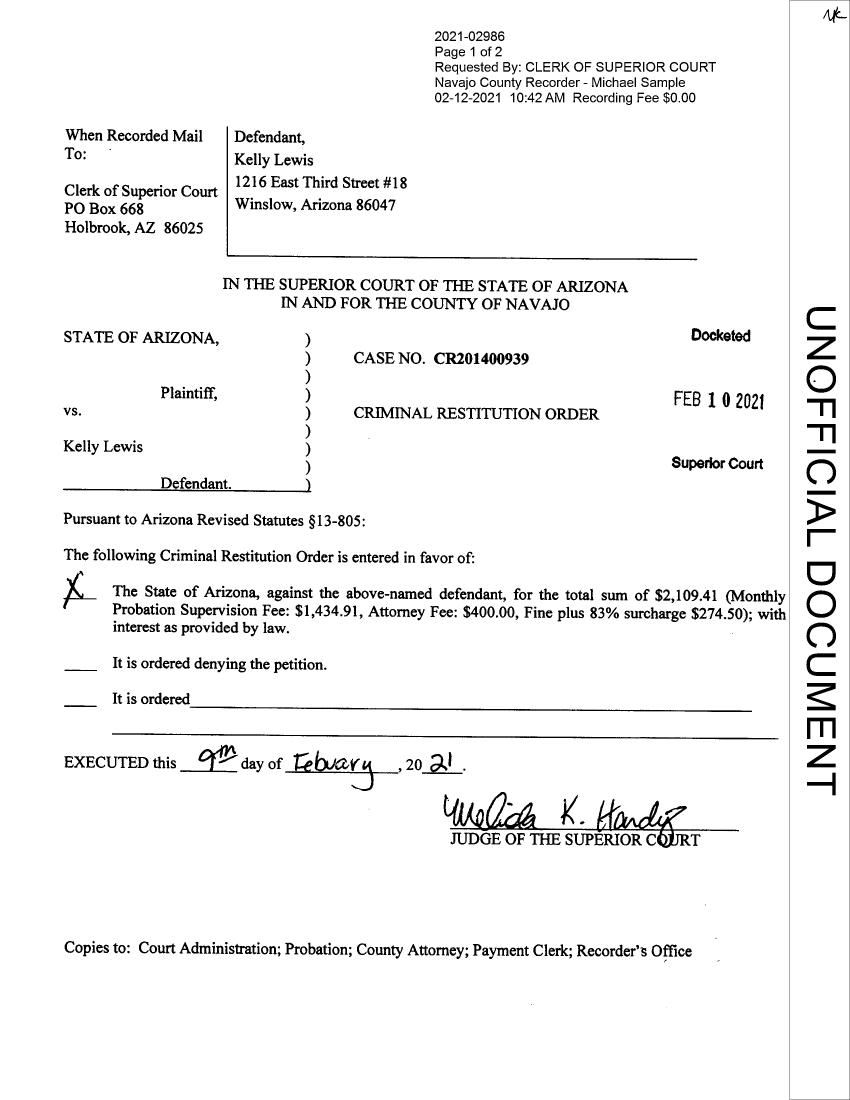 2021-02986
Page 1 of 2
Requested By: CLERK OF SUPERIOR COURT
Navajo County Recorder - Michael Sample
02-12-2021 10:42 AM Recording Fee $0.00
When Recorded Mail
To:
Clerk of Superior Court
PO Box 668
Holbrook, AZ 86025
Defendant,
Kelly Lewis
1216 East Third Street #18
Winslow, Arizona 86047
IN THE SUPERIOR COURT OF THE STATE OF ARIZONA
IN AND FOR THE COUNTY OF NAVAJO
STATE OF ARIZONA, )
)
)
Plaintiff, )
vs. )
)
Kelly Lewis )
)
Defendant. )
CASE NO. CR201400939
CRIMINAL RESTITUTION ORDER
Docketed
FEB 10 2021
Superior Court
Pursuant to Arizona Revised Statutes §13-805:
The following Criminal Restitution Order is entered in favor of:
X The State of Arizona, against the above-named defendant, for the total sum of $2,109.41 (Monthly
Probation Supervision Fee: $1,434.91, Attorney Fee: $400.00, Fine plus 83% surcharge $274.50); with
interest as provided by law.
____ It is ordered denying the petition.
____ It is ordered
EXECUTED this 9th day of Febuary, 2021.
K. Handy
JUDGE OF THE SUPERIOR COURT
Copies to: Court Administration; Probation; County Attorney; Payment Clerk; Recorder's Office
UNOFFICIAL DOCUMENT